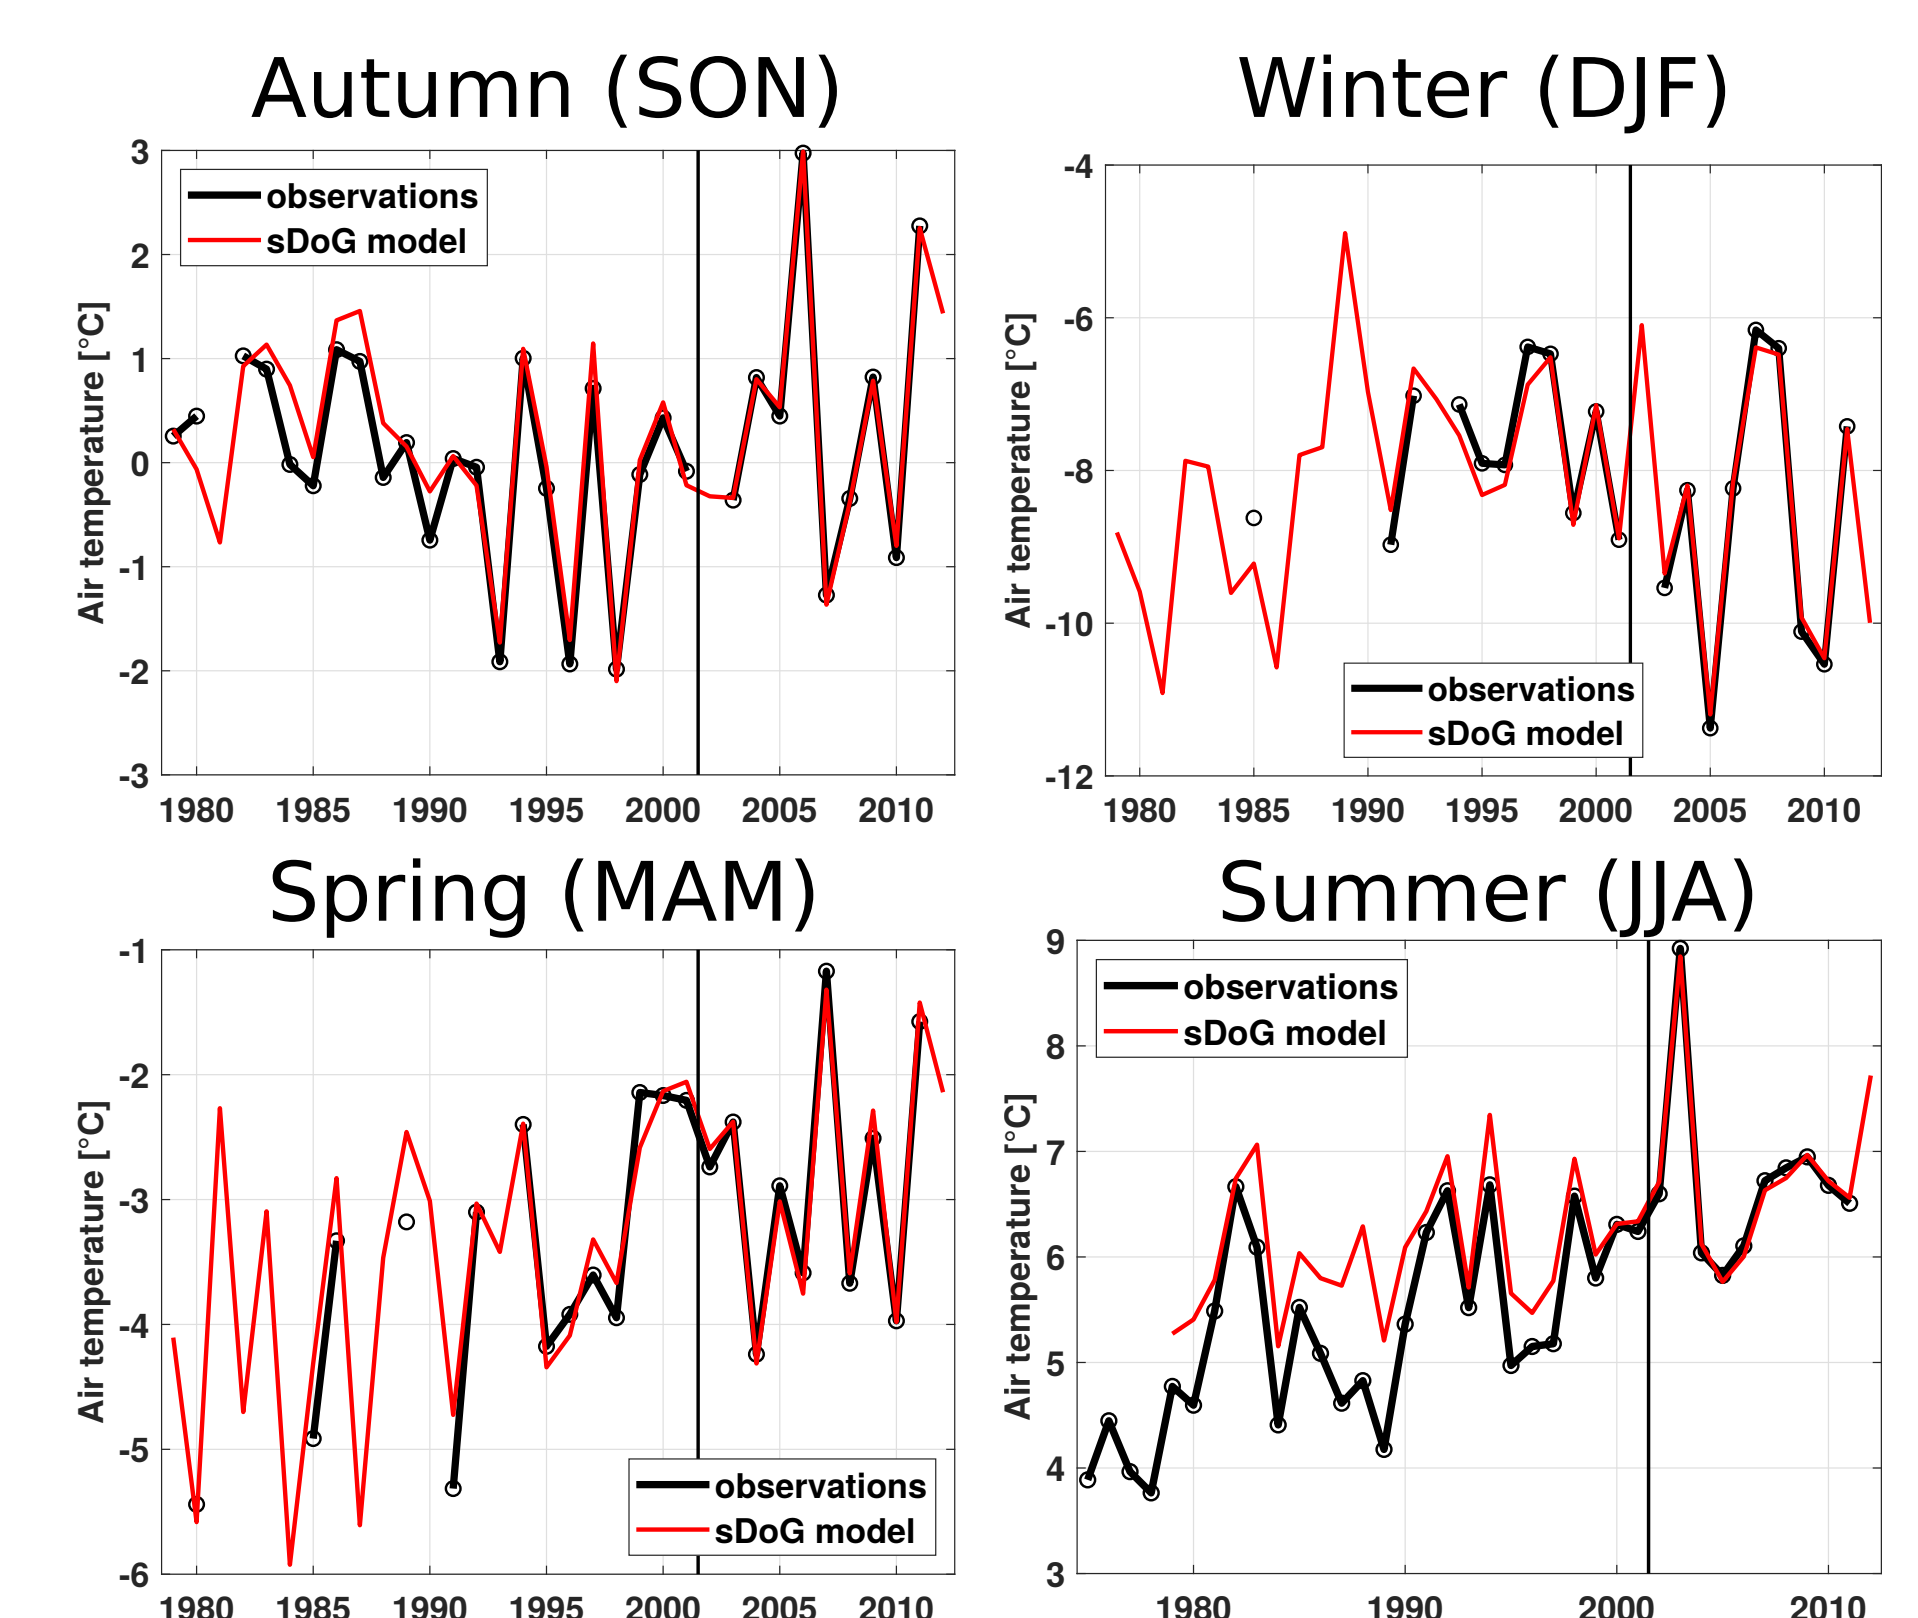 Autumn (SON)
3
2
1
0
-1
-2
-3
Air temperature [°C]
observations
sDoG model
1980 1985 1990 1995 2000 2005 2010
Winter (DJF)
-4
-6
-8
-10
-12
Air temperature [°C]
observations
sDoG model
1980 1985 1990 1995 2000 2005 2010
Spring (MAM)
-1
-2
-3
-4
-5
-6
Air temperature [°C]
observations
sDoG model
1980 1985 1990 1995 2000 2005 2010
Summer (JJA)
9
8
7
6
5
4
3
Air temperature [°C]
observations
sDoG model
1980 1990 2000 2010